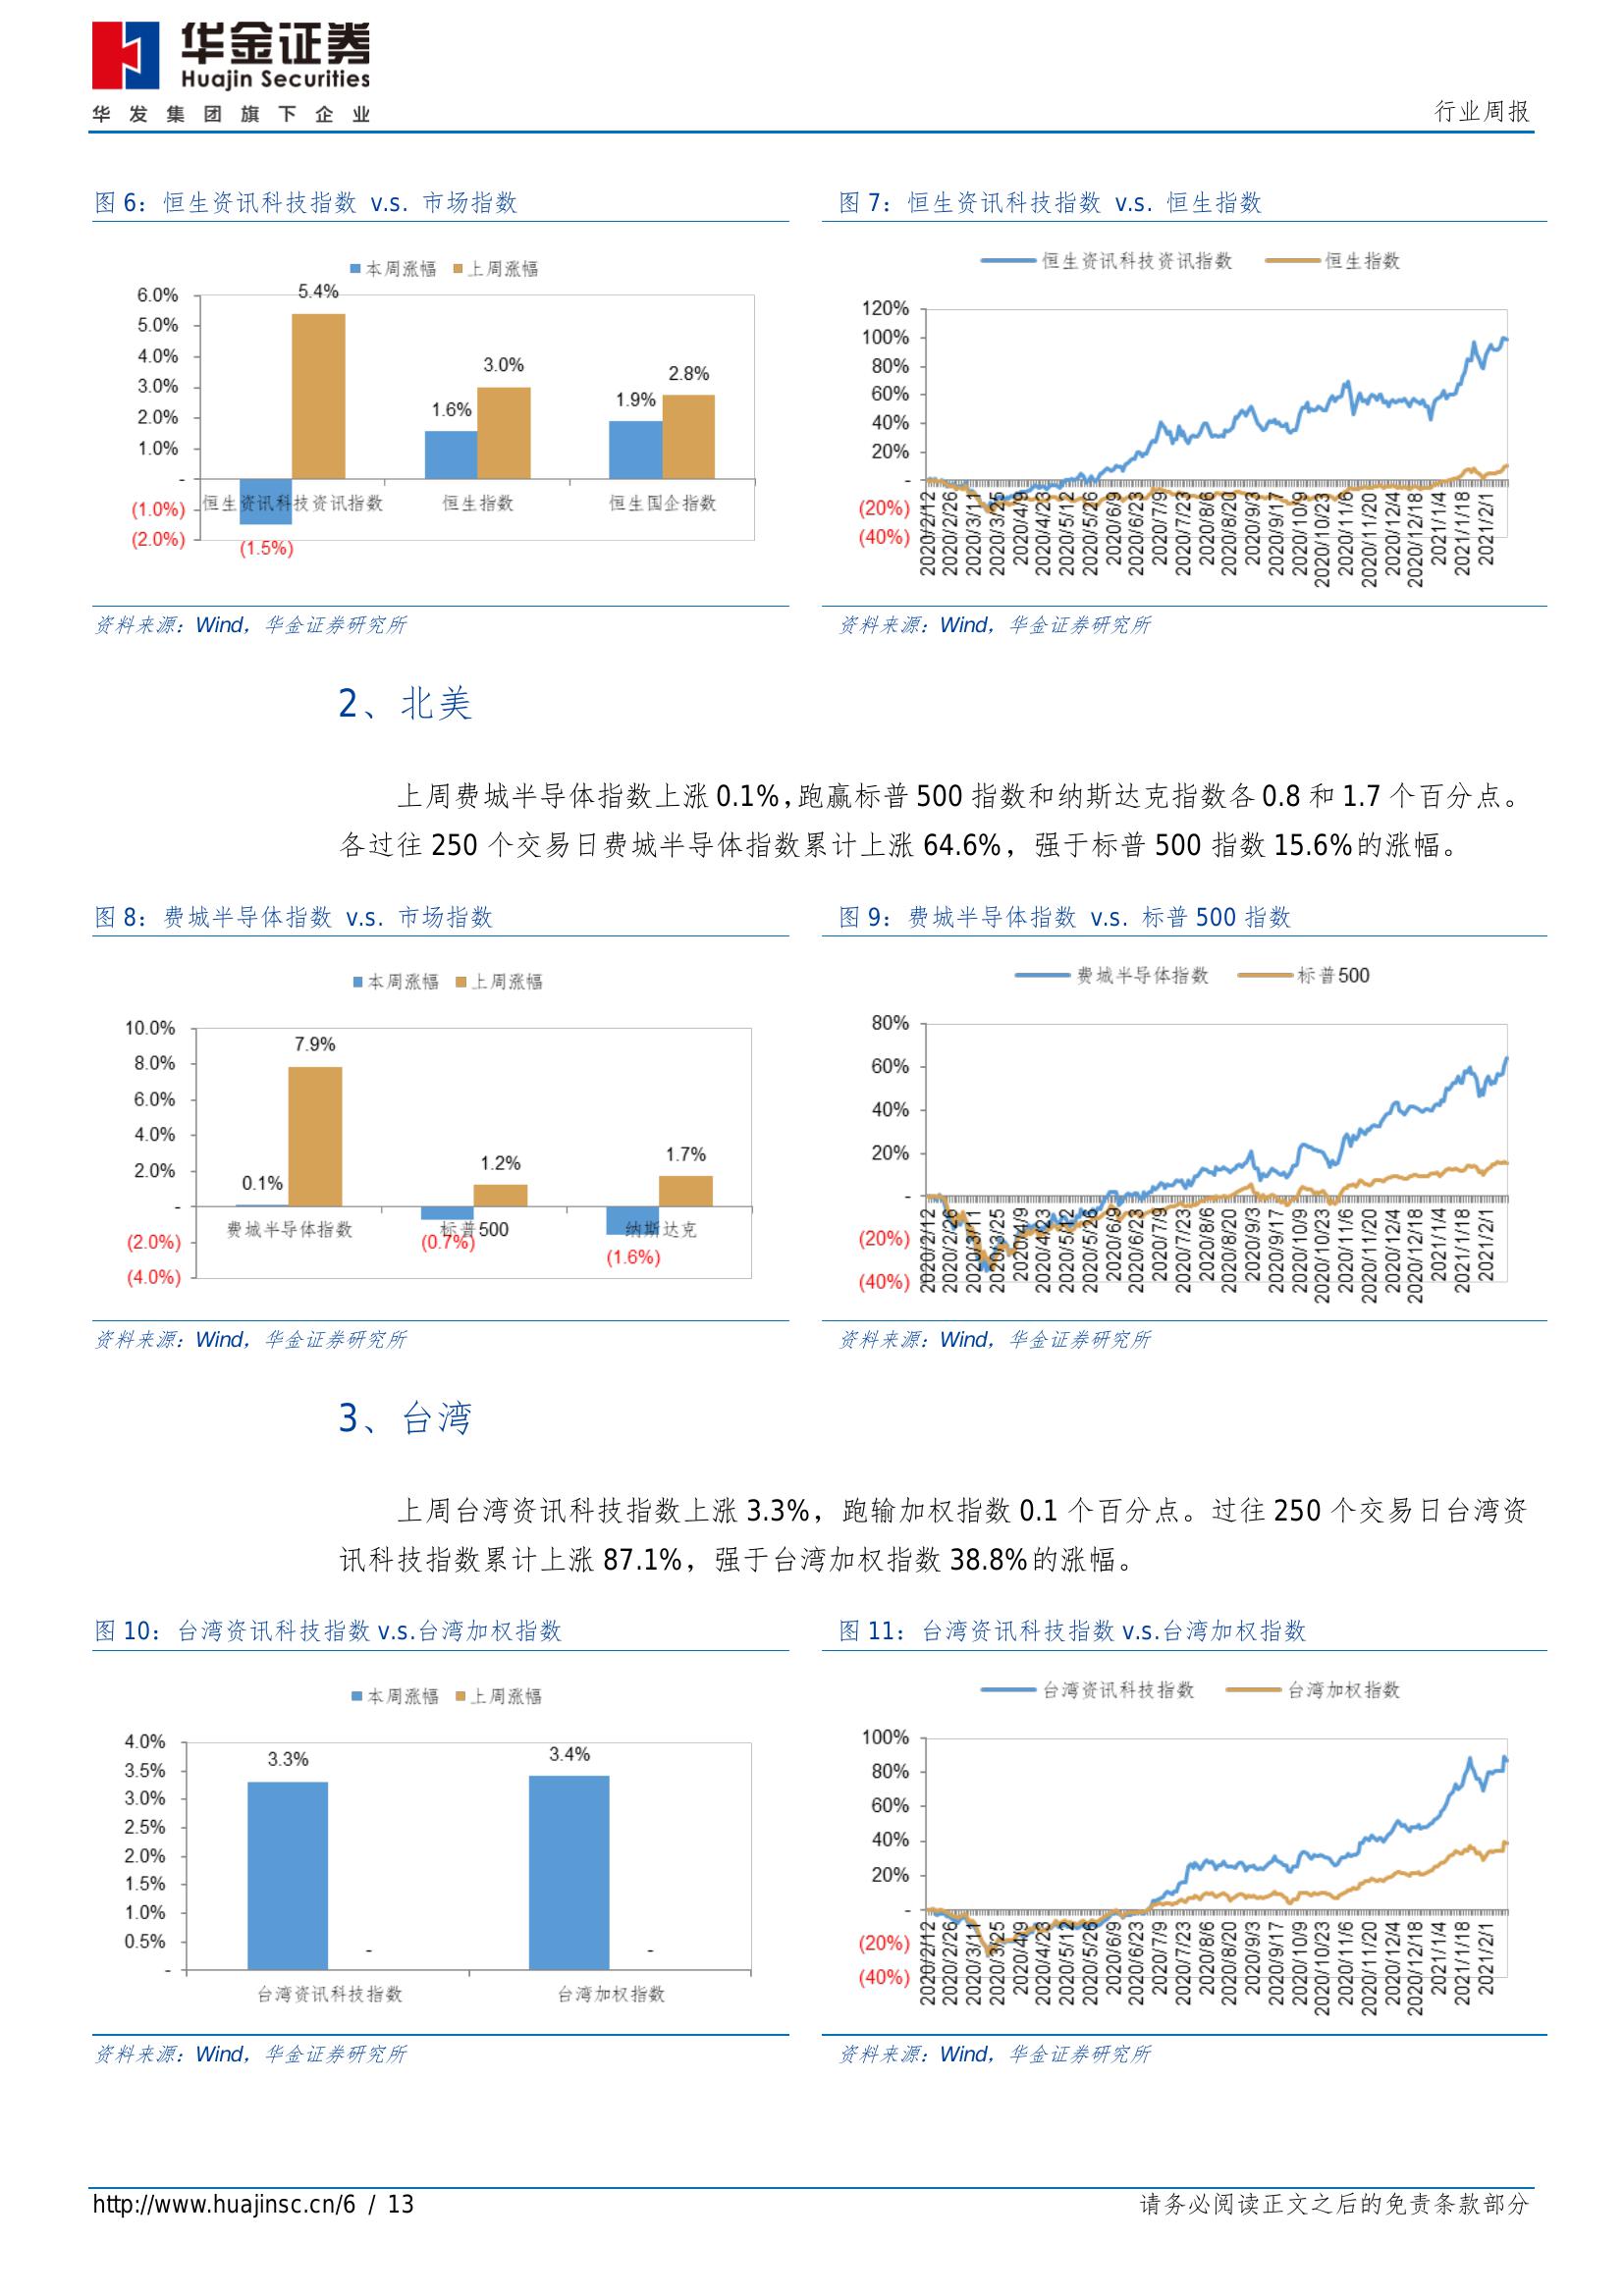 华金证券
Huajin Securities
华发集团旗下企业
行业周报
图 6：恒生资讯科技指数 v.s. 市场指数
本周涨幅 上周涨幅
6.0%
5.0%
4.0%
3.0%
2.0%
1.0%
-
(1.0%)
(2.0%)
5.4%
3.0%
2.8%
1.6%
1.9%
恒生资讯科技资讯指数 恒生指数 恒生国企指数
(1.5%)
资料来源：Wind，华金证券研究所
图 7：恒生资讯科技指数 v.s. 恒生指数
恒生资讯科技资讯指数 恒生指数
120%
100%
80%
60%
40%
20%
-
(20%)
(40%)
2020/2/12 2020/2/26 2020/3/11 2020/3/25 2020/4/9 2020/4/23 2020/5/12 2020/5/26 2020/6/9 2020/6/23 2020/7/9 2020/7/23 2020/8/6 2020/8/20 2020/9/3 2020/9/17 2020/10/9 2020/10/23 2020/11/6 2020/11/20 2020/12/4 2020/12/18 2021/1/4 2021/1/18 2021/2/1
资料来源：Wind，华金证券研究所
2、北美
上周费城半导体指数上涨 0.1%，跑赢标普 500 指数和纳斯达克指数各 0.8 和 1.7 个百分点。
各过往 250 个交易日费城半导体指数累计上涨 64.6%，强于标普 500 指数 15.6%的涨幅。
图 8：费城半导体指数 v.s. 市场指数
本周涨幅 上周涨幅
10.0%
8.0%
6.0%
4.0%
2.0%
-
(2.0%)
(4.0%)
7.9%
1.7%
1.2%
0.1%
费城半导体指数 标普500 纳斯达克
(0.7%)
(1.6%)
资料来源：Wind，华金证券研究所
图 9：费城半导体指数 v.s. 标普 500 指数
费城半导体指数 标普500
80%
60%
40%
20%
-
(20%)
(40%)
2020/2/12 2020/2/26 2020/3/11 2020/3/25 2020/4/9 2020/4/23 2020/5/12 2020/5/26 2020/6/9 2020/6/23 2020/7/9 2020/7/23 2020/8/6 2020/8/20 2020/9/3 2020/9/17 2020/10/9 2020/10/23 2020/11/6 2020/11/20 2020/12/4 2020/12/18 2021/1/4 2021/1/18 2021/2/1
资料来源：Wind，华金证券研究所
3、台湾
上周台湾资讯科技指数上涨 3.3%，跑输加权指数 0.1 个百分点。过往 250 个交易日台湾资
讯科技指数累计上涨 87.1%，强于台湾加权指数 38.8%的涨幅。
图 10：台湾资讯科技指数 v.s.台湾加权指数
本周涨幅 上周涨幅
4.0%
3.5%
3.0%
2.5%
2.0%
1.5%
1.0%
0.5%
-
3.3%
3.4%
- -
台湾资讯科技指数 台湾加权指数
资料来源：Wind，华金证券研究所
图 11：台湾资讯科技指数 v.s.台湾加权指数
台湾资讯科技指数 台湾加权指数
100%
80%
60%
40%
20%
-
(20%)
(40%)
2020/2/12 2020/2/26 2020/3/11 2020/3/25 2020/4/9 2020/4/23 2020/5/12 2020/5/26 2020/6/9 2020/6/23 2020/7/9 2020/7/23 2020/8/6 2020/8/20 2020/9/3 2020/9/17 2020/10/9 2020/10/23 2020/11/6 2020/11/20 2020/12/4 2020/12/18 2021/1/4 2021/1/18 2021/2/1
资料来源：Wind，华金证券研究所
http://www.huajinsc.cn/6 / 13
请务必阅读正文之后的免责条款部分